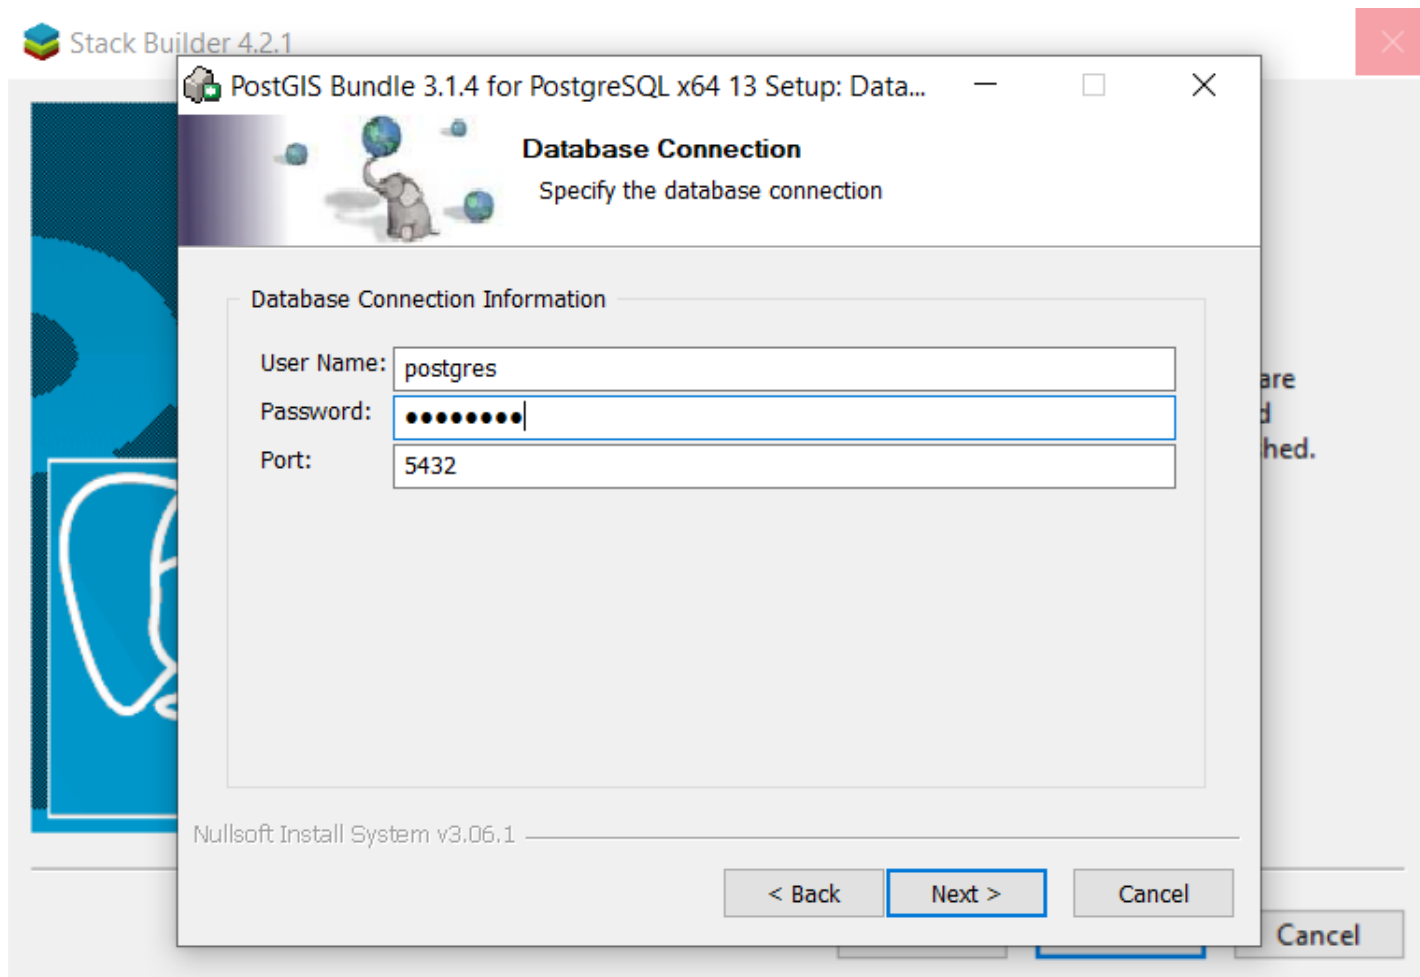 Stack Builder 4.2.1
PostGIS Bundle 3.1.4 for PostgreSQL x64 13 Setup: Data...
Database Connection
Specify the database connection
Database Connection Information
User Name: postgres
Password: ●●●●●●●●
Port: 5432
are
hed.
Nullsoft Install System v3.06.1
< Back
Next >
Cancel
Cancel